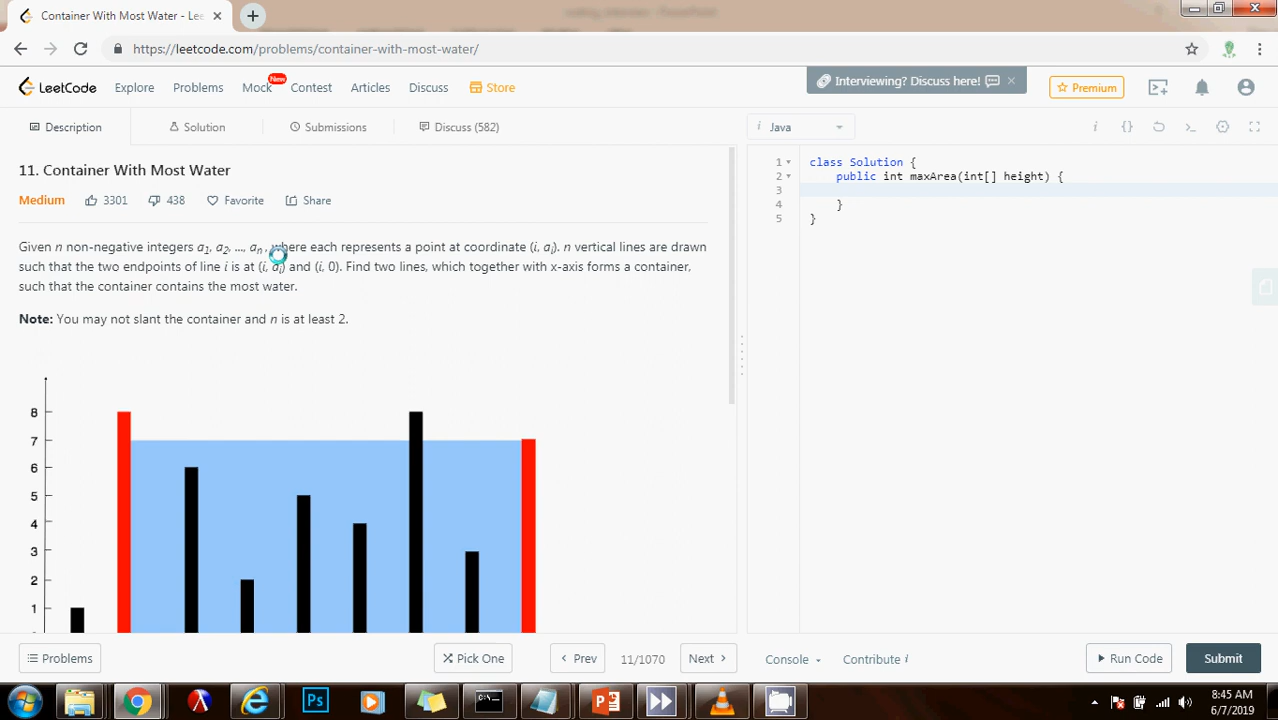 Container With Most Water - Lee
https://leetcode.com/problems/container-with-most-water/
LeetCode
Explore
Problems
Mock
New
Contest
Articles
Discuss
Store
Interviewing? Discuss here!
Premium
Description
Solution
Submissions
Discuss (582)
i
Java
i
{}
11. Container With Most Water
Medium
3301
438
Favorite
Share
Given n non-negative integers a1, a2, ..., an , where each represents a point at coordinate (i, ai). n vertical lines are drawn
such that the two endpoints of line i is at (i, ai) and (i, 0). Find two lines, which together with x-axis forms a container,
such that the container contains the most water.
Note: You may not slant the container and n is at least 2.
8
7
6
5
4
3
2
1
1 class Solution {
2 public int maxArea(int[] height) {
3
4 }
5 }
Problems
Pick One
Prev
11/1070
Next
Console
Contribute i
Run Code
Submit
Ps
8:45 AM
6/7/2019